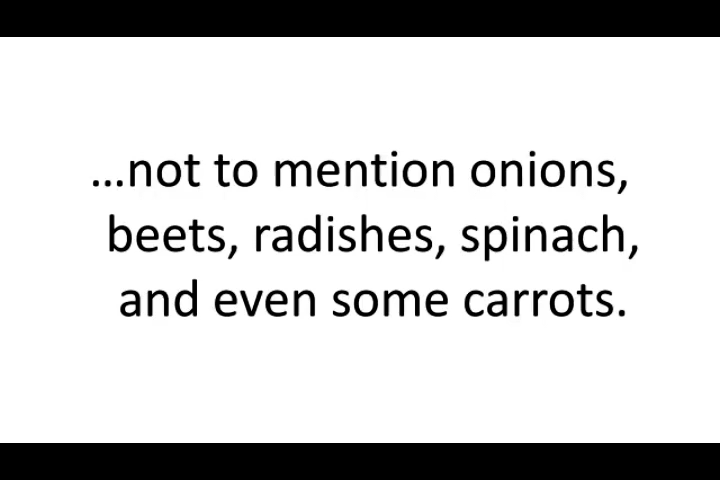 …not to mention onions,
beets, radishes, spinach,
and even some carrots.